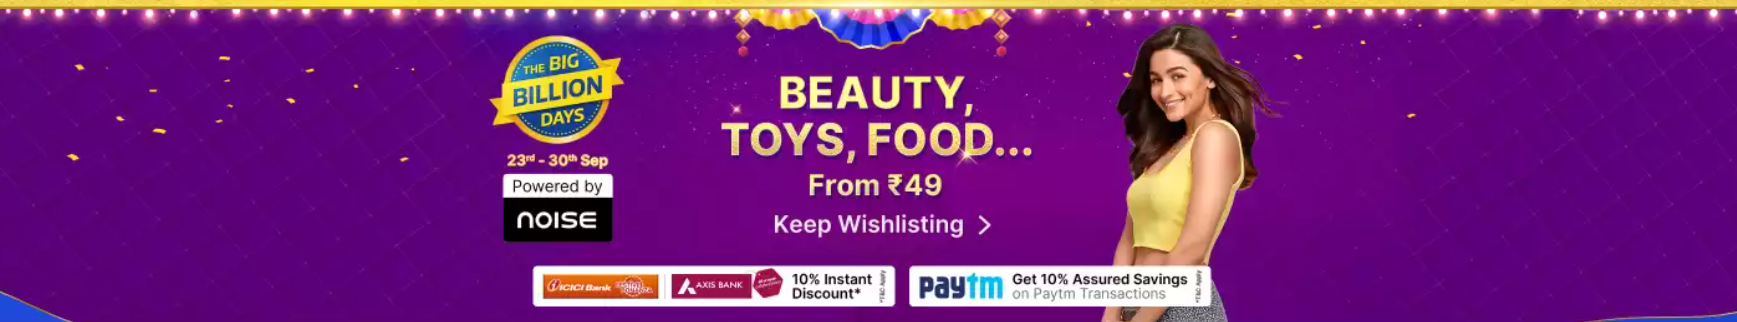 THE BIG
BILLION
DAYS
23rd - 30th Sep
Powered by
NOISE
BEAUTY,
TOYS, FOOD...
From ₹49
Keep Wishlisting >
ICICI Bank
AXIS BANK
10% Instant
Discount*
*T&C Apply
paytm
Get 10% Assured Savings
on Paytm Transactions
*T&C Apply